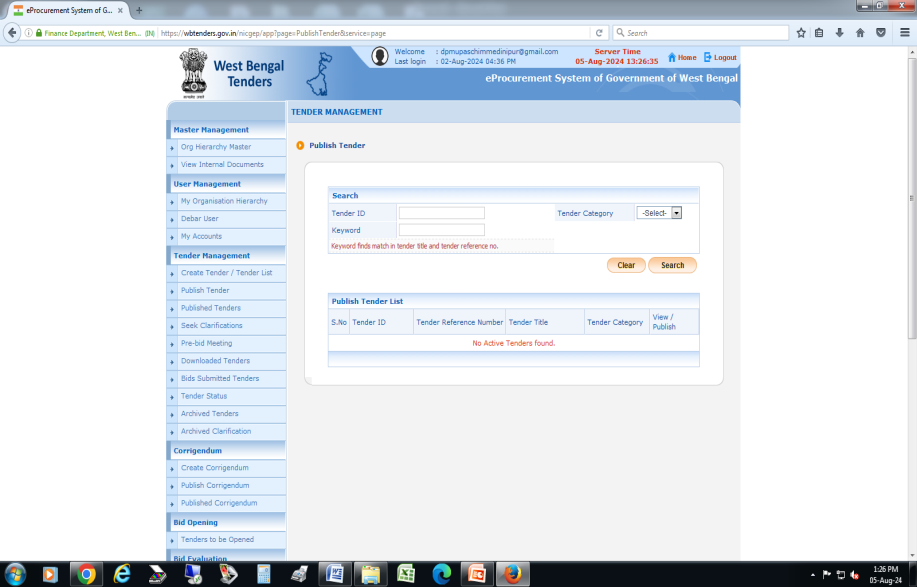 eProcurement System of G...
Finance Department, West Ben... (IN)
https://wbtenders.gov.in/nicgep/app?page=PublishTender&service=page
Search
West Bengal
Tenders
Welcome : dpmupaschimmedinipur@gmail.com
Last login : 02-Aug-2024 04:36 PM
Server Time
05-Aug-2024 13:26:35
Home
Logout
eProcurement System of Government of West Bengal
Master Management
Org Hierarchy Master
View Internal Documents
User Management
My Organisation Hierarchy
Debar User
My Accounts
Tender Management
Create Tender / Tender List
Publish Tender
Published Tenders
Seek Clarifications
Pre-bid Meeting
Downloaded Tenders
Bids Submitted Tenders
Tender Status
Archived Tenders
Archived Clarification
Corrigendum
Create Corrigendum
Publish Corrigendum
Published Corrigendum
Bid Opening
Tenders to be Opened
Bid Evaluation
TENDER MANAGEMENT
Publish Tender
Search
Tender ID
Tender Category -Select-
Keyword
Keyword finds match in tender title and tender reference no.
Clear Search
Publish Tender List
S.No Tender ID Tender Reference Number Tender Title Tender Category View / Publish
No Active Tenders found.
1:26 PM
05-Aug-24